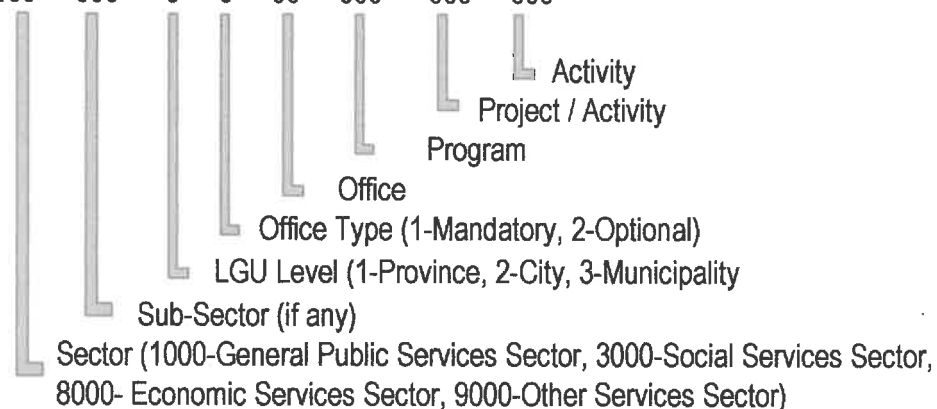 Activity
Project / Activity
Program
Office
Office Type (1-Mandatory, 2-Optional)
LGU Level (1-Province, 2-City, 3-Municipality
Sub-Sector (if any)
Sector (1000-General Public Services Sector, 3000-Social Services Sector,
8000- Economic Services Sector, 9000-Other Services Sector)